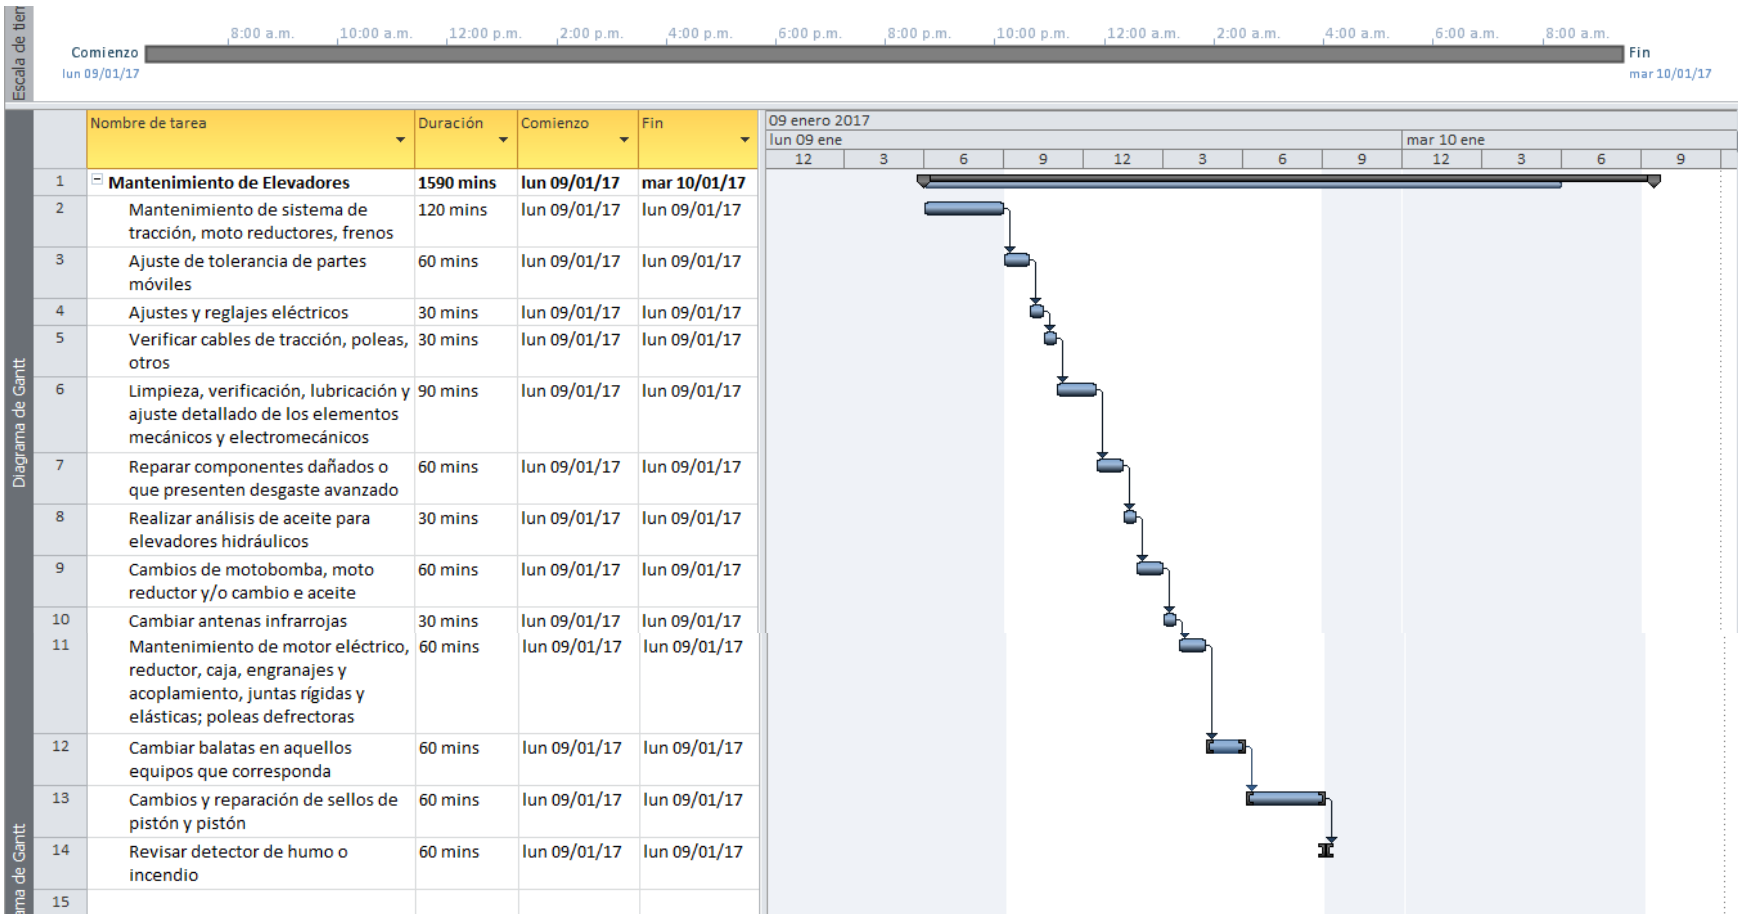 Escala de tiem
8:00 a.m. 10:00 a.m. 12:00 p.m. 2:00 p.m. 4:00 p.m. 6:00 p.m. 8:00 p.m. 10:00 p.m. 12:00 a.m. 2:00 a.m. 4:00 a.m. 6:00 a.m. 8:00 a.m.
Comienzo
lun 09/01/17
Fin
mar 10/01/17
Diagrama de Gantt
ama de Gantt
Nombre de tarea Duración Comienzo Fin
09 enero 2017
lun 09 ene mar 10 ene
12 3 6 9 12 3 6 9 12 3 6 9
1 Mantenimiento de Elevadores 1590 mins lun 09/01/17 mar 10/01/17
2 Mantenimiento de sistema de 120 mins lun 09/01/17 lun 09/01/17
tracción, moto reductores, frenos
3 Ajuste de tolerancia de partes 60 mins lun 09/01/17 lun 09/01/17
móviles
4 Ajustes y reglajes eléctricos 30 mins lun 09/01/17 lun 09/01/17
5 Verificar cables de tracción, poleas, 30 mins lun 09/01/17 lun 09/01/17
otros
6 Limpieza, verificación, lubricación y 90 mins lun 09/01/17 lun 09/01/17
ajuste detallado de los elementos
mecánicos y electromecánicos
7 Reparar componentes dañados o 60 mins lun 09/01/17 lun 09/01/17
que presenten desgaste avanzado
8 Realizar análisis de aceite para 30 mins lun 09/01/17 lun 09/01/17
elevadores hidráulicos
9 Cambios de motobomba, moto 60 mins lun 09/01/17 lun 09/01/17
reductor y/o cambio e aceite
10 Cambiar antenas infrarrojas 30 mins lun 09/01/17 lun 09/01/17
11 Mantenimiento de motor eléctrico, 60 mins lun 09/01/17 lun 09/01/17
reductor, caja, engranajes y
acoplamiento, juntas rígidas y
elásticas; poleas defrectoras
12 Cambiar balatas en aquellos 60 mins lun 09/01/17 lun 09/01/17
equipos que corresponda
13 Cambios y reparación de sellos de 60 mins lun 09/01/17 lun 09/01/17
pistón y pistón
14 Revisar detector de humo o 60 mins lun 09/01/17 lun 09/01/17
incendio
15